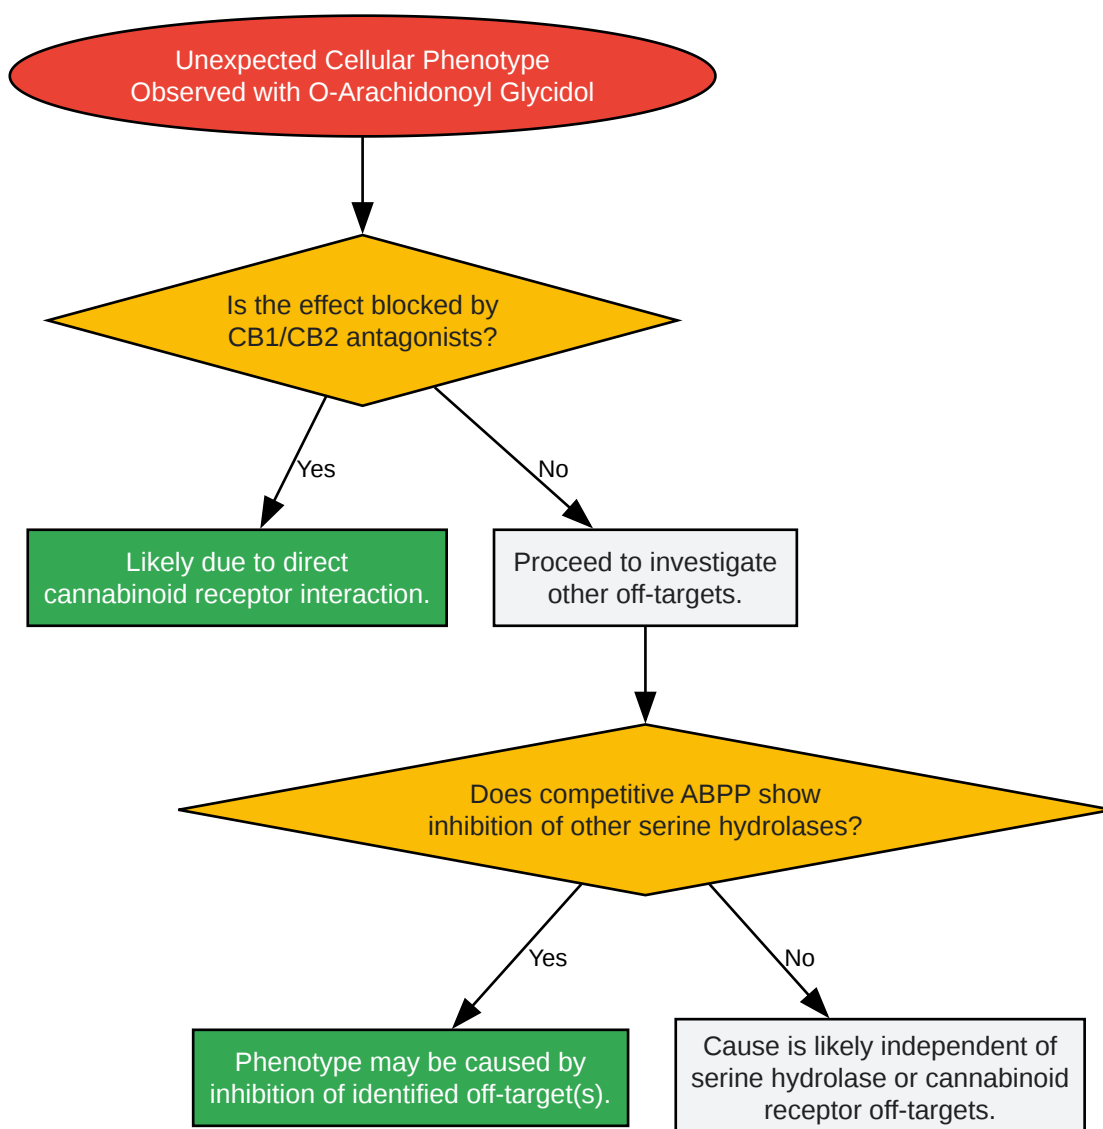 Unexpected Cellular Phenotype
Observed with O-Arachidonoyl Glycidol
Is the effect blocked by
CB1/CB2 antagonists?
Yes
No
Likely due to direct
cannabinoid receptor interaction.
Proceed to investigate
other off-targets.
Does competitive ABPP show
inhibition of other serine hydrolases?
Yes
No
Phenotype may be caused by
inhibition of identified off-target(s).
Cause is likely independent of
serine hydrolase or cannabinoid
receptor off-targets.